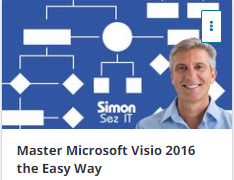 Simon
Sez IT
Master Microsoft Visio 2016
the Easy Way